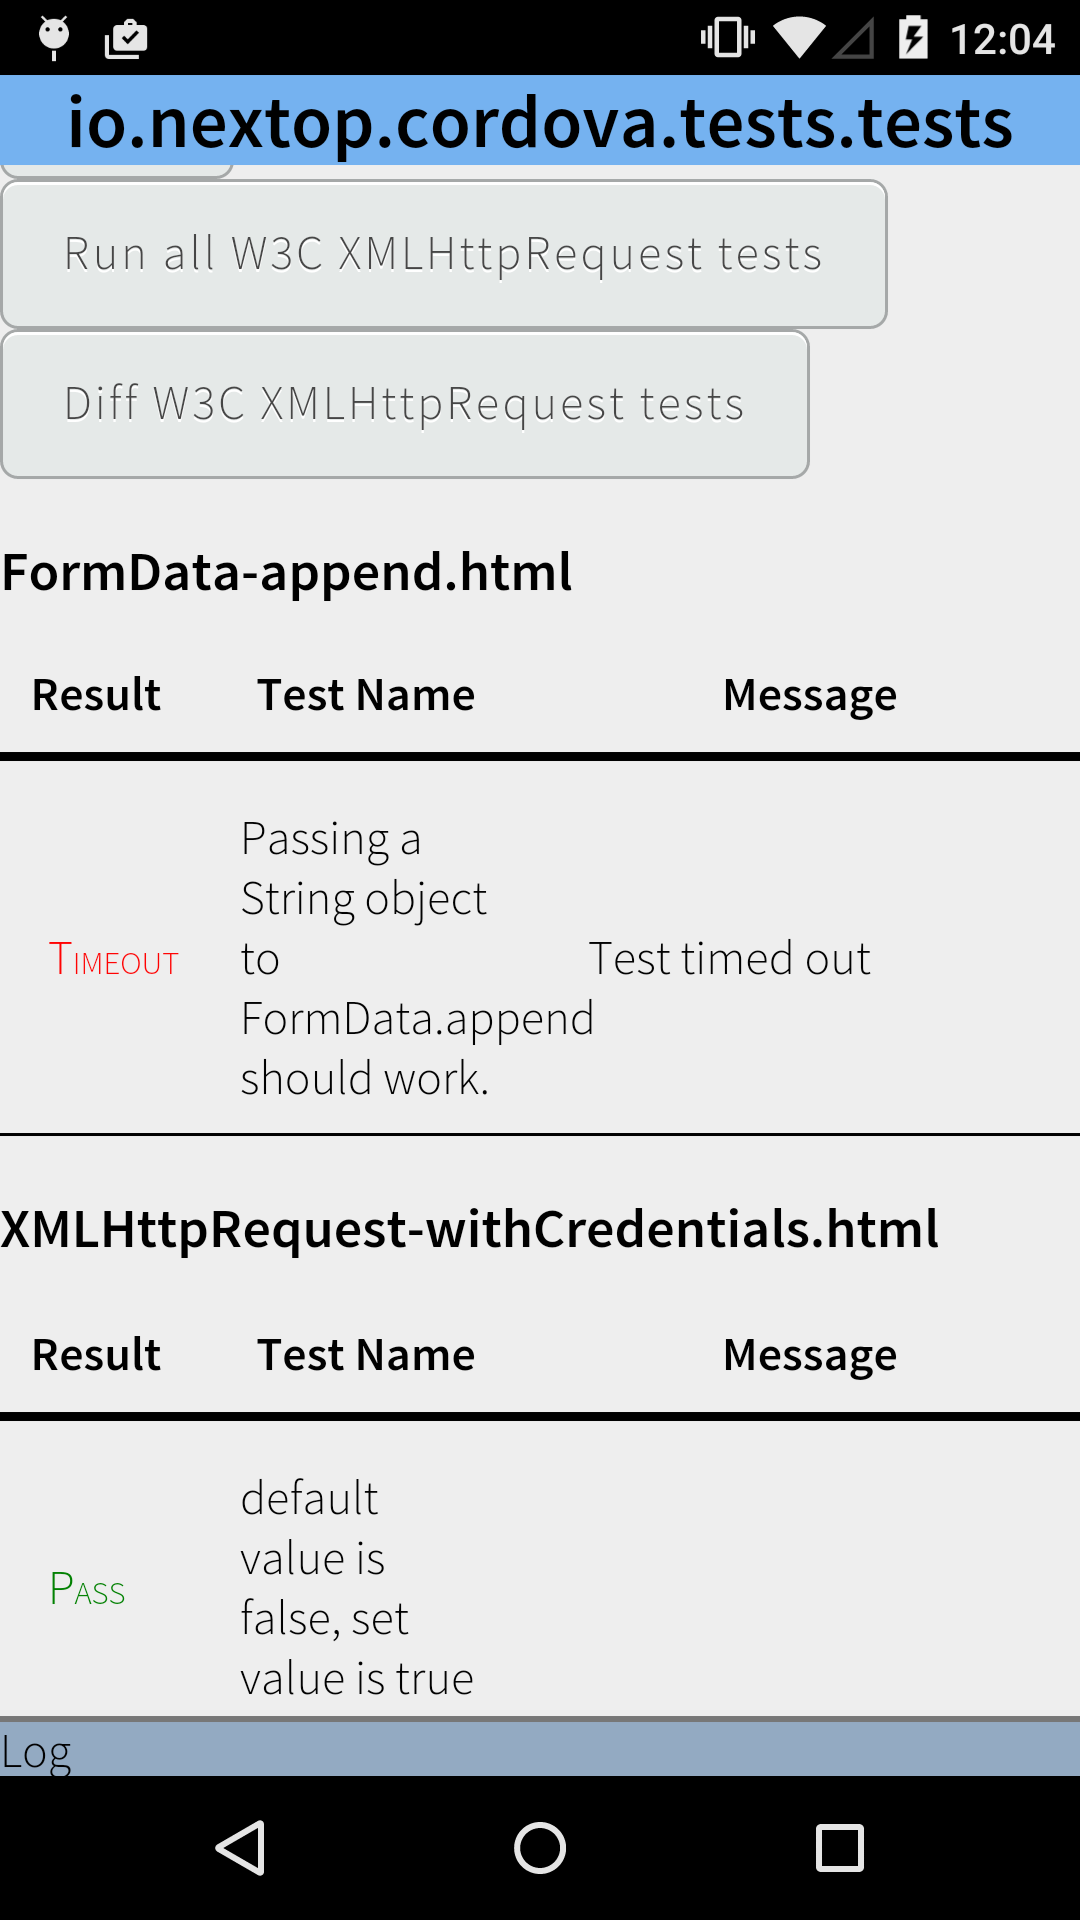 12:04
io.nextop.cordova.tests.tests
Run all W3C XMLHttpRequest tests
Diff W3C XMLHttpRequest tests
FormData-append.html
Result Test Name Message
Timeout
Passing a
String object
to
FormData.append
should work.
Test timed out
XMLHttpRequest-withCredentials.html
Result Test Name Message
Pass
default
value is
false, set
value is true
Log